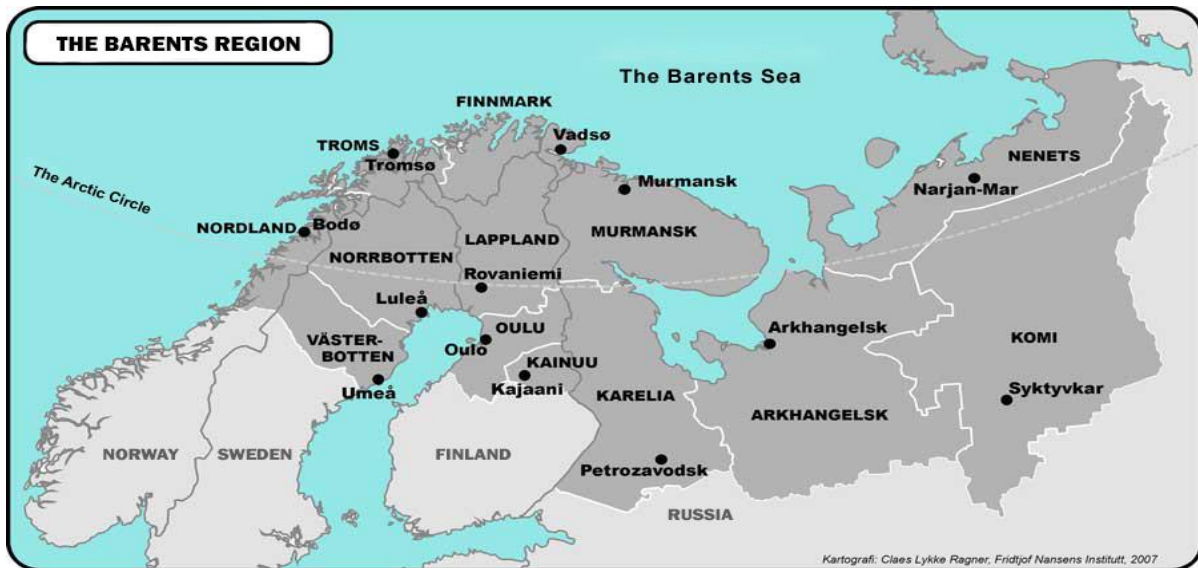 THE BARENTS REGION
The Barents Sea
FINNMARK
Vadsø
TROMS
Tromsø
NENETS
The Arctic Circle
Murmansk
Narjan-Mar
NORDLAND
Bodø
MURMANSK
LAPPLAND
NORRBOTTEN
Rovaniemi
Luleå
Arkhangelsk
OULU
KOMI
VÄSTER-
BOTTEN
Oulo
KAINUU
Umeå
Kajaani
KARELIA
Syktyvkar
ARKHANGELSK
NORWAY
SWEDEN
FINLAND
Petrozavodsk
RUSSIA
Kartografi: Claes Lykke Ragner, Fridtjof Nansens Institutt, 2007